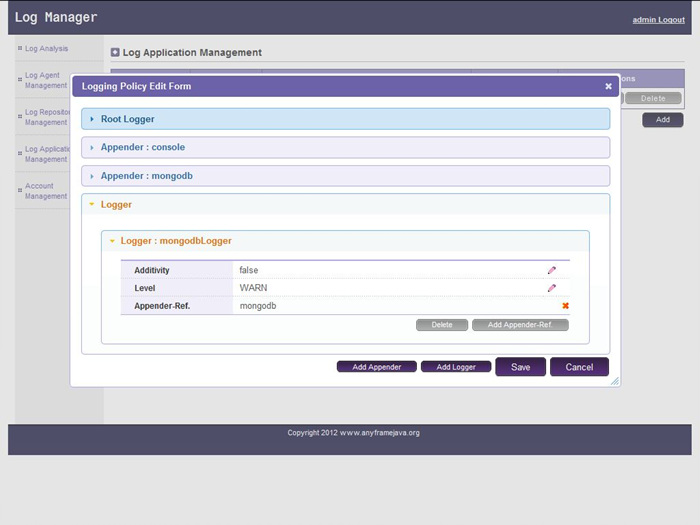 Log Manager
admin Logout
Log Analysis
Log Agent
Management
Log Reposito
Management
Log Applicati
Management
Account
Management
Log Application Management
ons
Delete
Add
Logging Policy Edit Form
Root Logger
Appender : console
Appender : mongodb
Logger
Logger : mongodbLogger
Additivity false
Level WARN
Appender-Ref. mongodb
Delete Add Appender-Ref.
Add Appender Add Logger Save Cancel
Copyright 2012 www.anyframejava.org